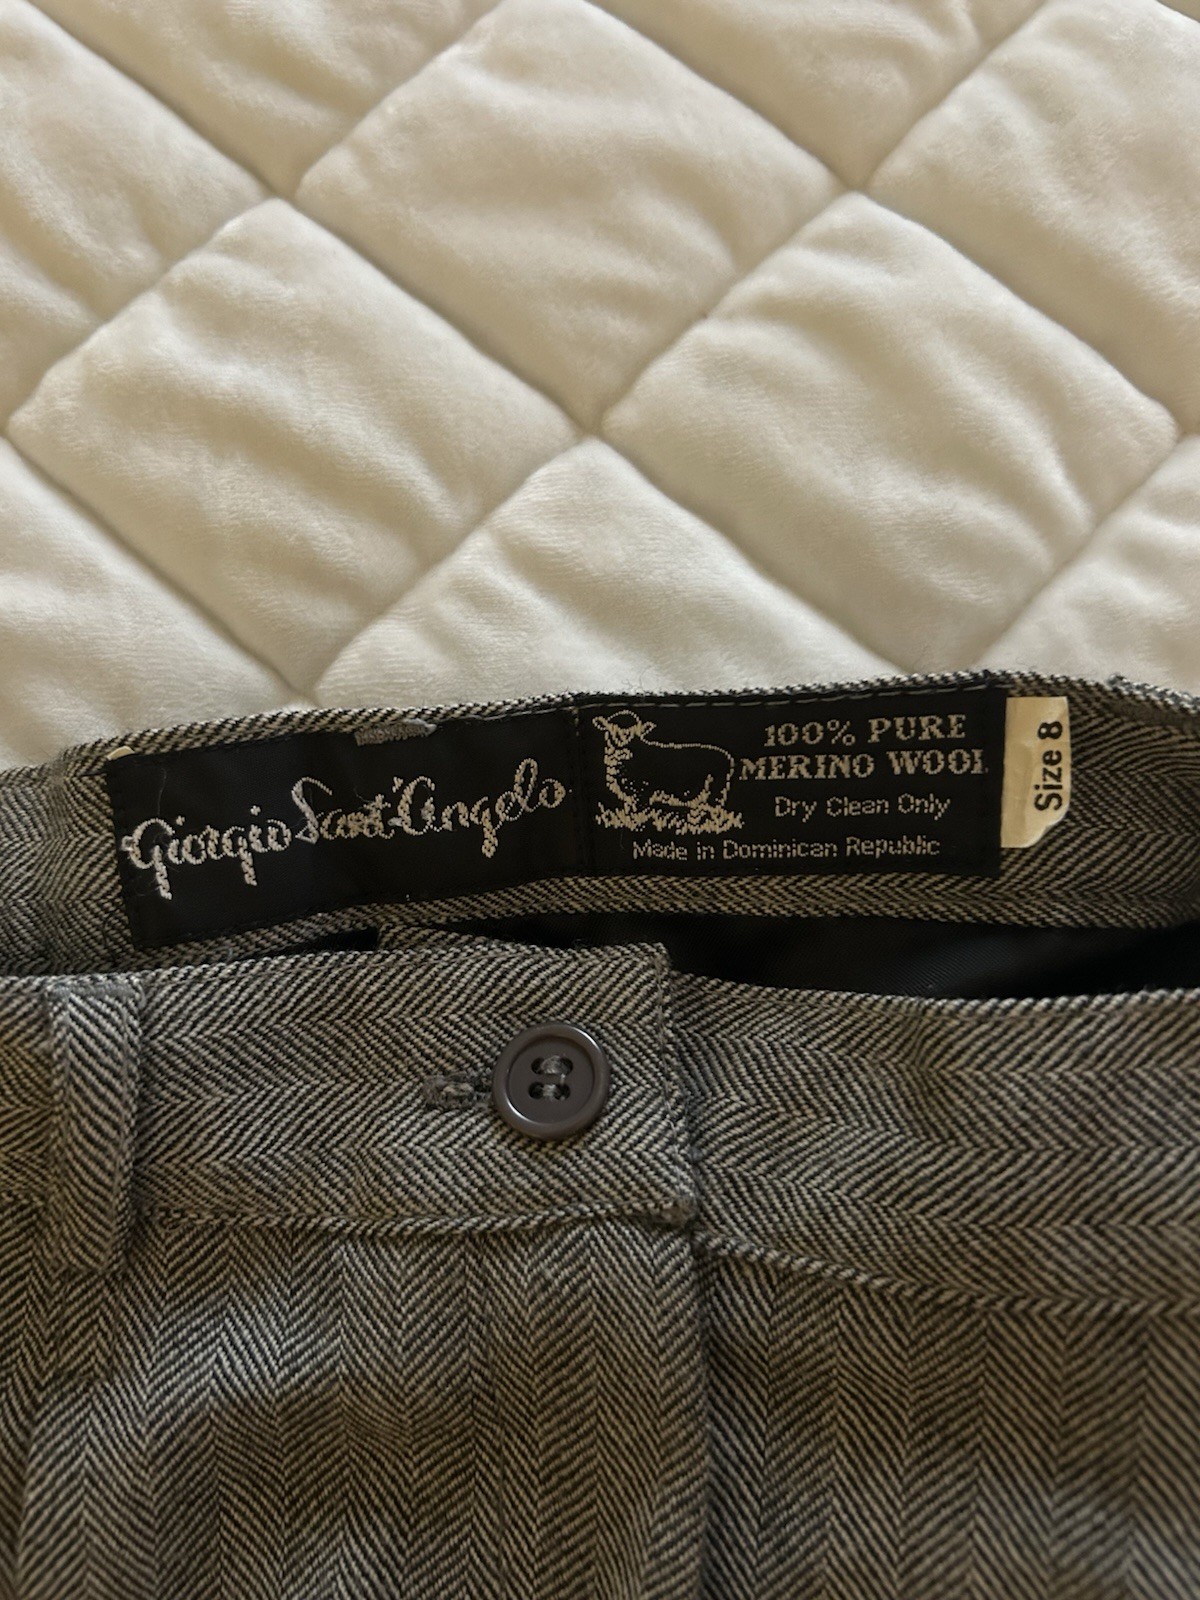 Giorgio Sant'Angelo
100% PURE
MERINO WOOL
Dry Clean Only
Made in Dominican Republic
Size 8